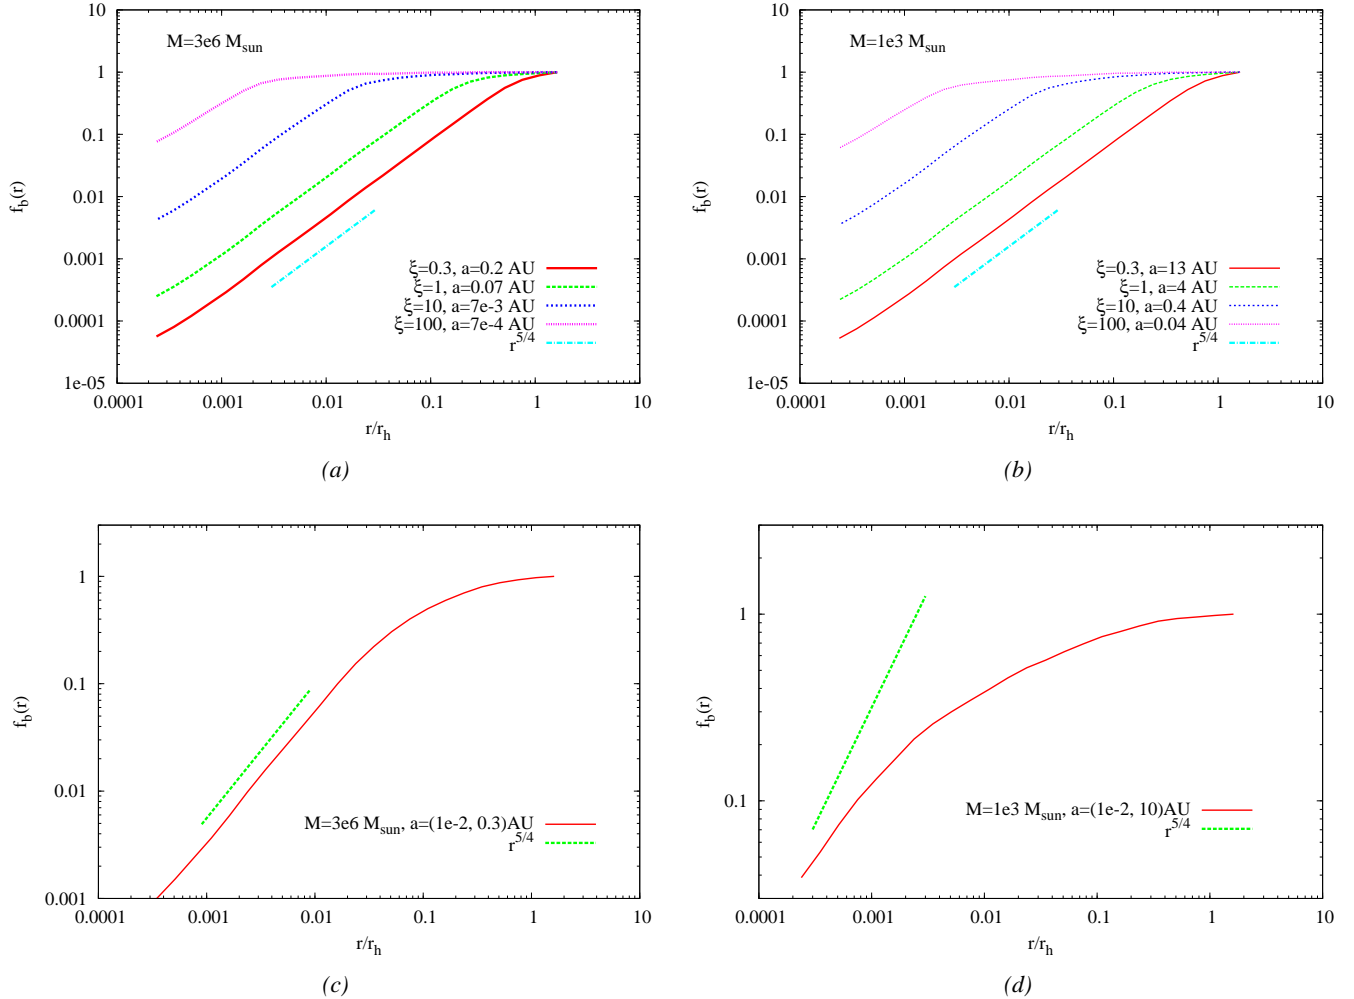 M=3e6 M_sun
10
1
0.1
0.01
0.001
0.0001
1e-05
f_b(r)
ξ=0.3, a=0.2 AU
ξ=1, a=0.07 AU
ξ=10, a=7e-3 AU
ξ=100, a=7e-4 AU
r^5/4
0.0001 0.001 0.01 0.1 1 10
r/r_h
(a)
M=1e3 M_sun
10
1
0.1
0.01
0.001
0.0001
1e-05
f_b(r)
ξ=0.3, a=13 AU
ξ=1, a=4 AU
ξ=10, a=0.4 AU
ξ=100, a=0.04 AU
r^5/4
0.0001 0.001 0.01 0.1 1 10
r/r_h
(b)
1
0.1
0.01
0.001
f_b(r)
M=3e6 M_sun, a=(1e-2, 0.3)AU
r^5/4
0.0001 0.001 0.01 0.1 1 10
r/r_h
(c)
1
0.1
f_b(r)
M=1e3 M_sun, a=(1e-2, 10)AU
r^5/4
0.0001 0.001 0.01 0.1 1 10
r/r_h
(d)